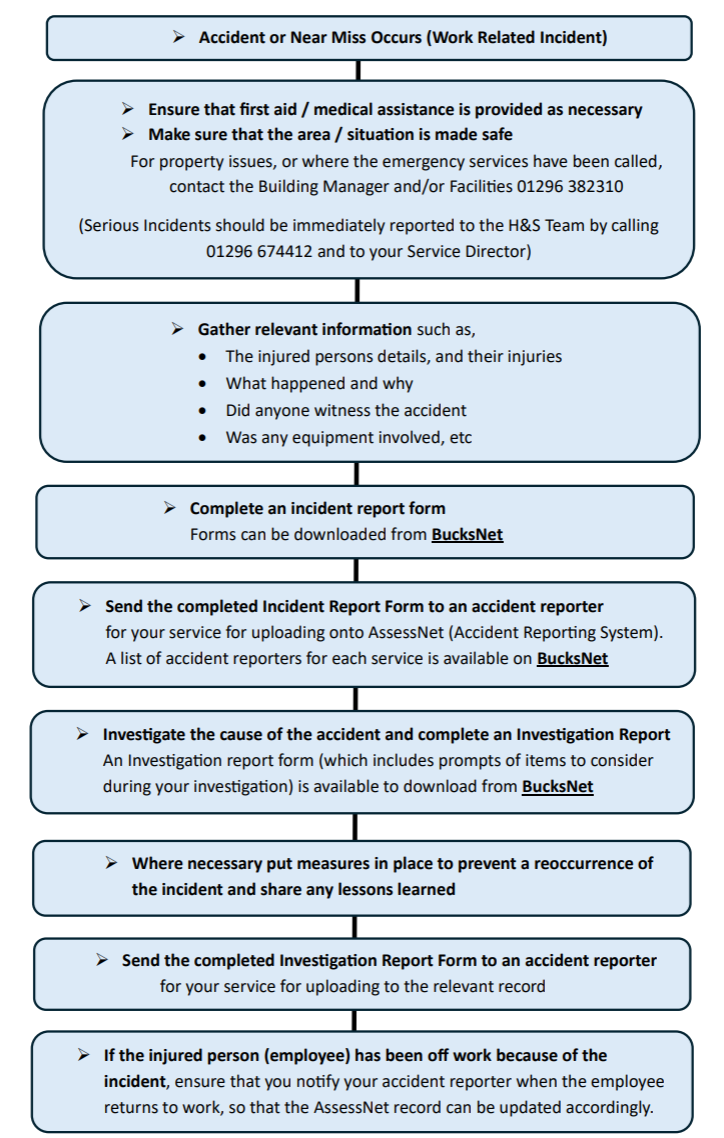 ➢ Accident or Near Miss Occurs (Work Related Incident)
➢ Ensure that first aid / medical assistance is provided as necessary
➢ Make sure that the area / situation is made safe
For property issues, or where the emergency services have been called,
contact the Building Manager and/or Facilities 01296 382310
(Serious Incidents should be immediately reported to the H&S Team by calling
01296 674412 and to your Service Director)
➢ Gather relevant information such as,
• The injured persons details, and their injuries
• What happened and why
• Did anyone witness the accident
• Was any equipment involved, etc
➢ Complete an incident report form
Forms can be downloaded from BucksNet
➢ Send the completed Incident Report Form to an accident reporter
for your service for uploading onto AssessNet (Accident Reporting System).
A list of accident reporters for each service is available on BucksNet
➢ Investigate the cause of the accident and complete an Investigation Report
An Investigation report form (which includes prompts of items to consider
during your investigation) is available to download from BucksNet
➢ Where necessary put measures in place to prevent a reoccurrence of
the incident and share any lessons learned
➢ Send the completed Investigation Report Form to an accident reporter
for your service for uploading to the relevant record
➢ If the injured person (employee) has been off work because of the
incident, ensure that you notify your accident reporter when the employee
returns to work, so that the AssessNet record can be updated accordingly.